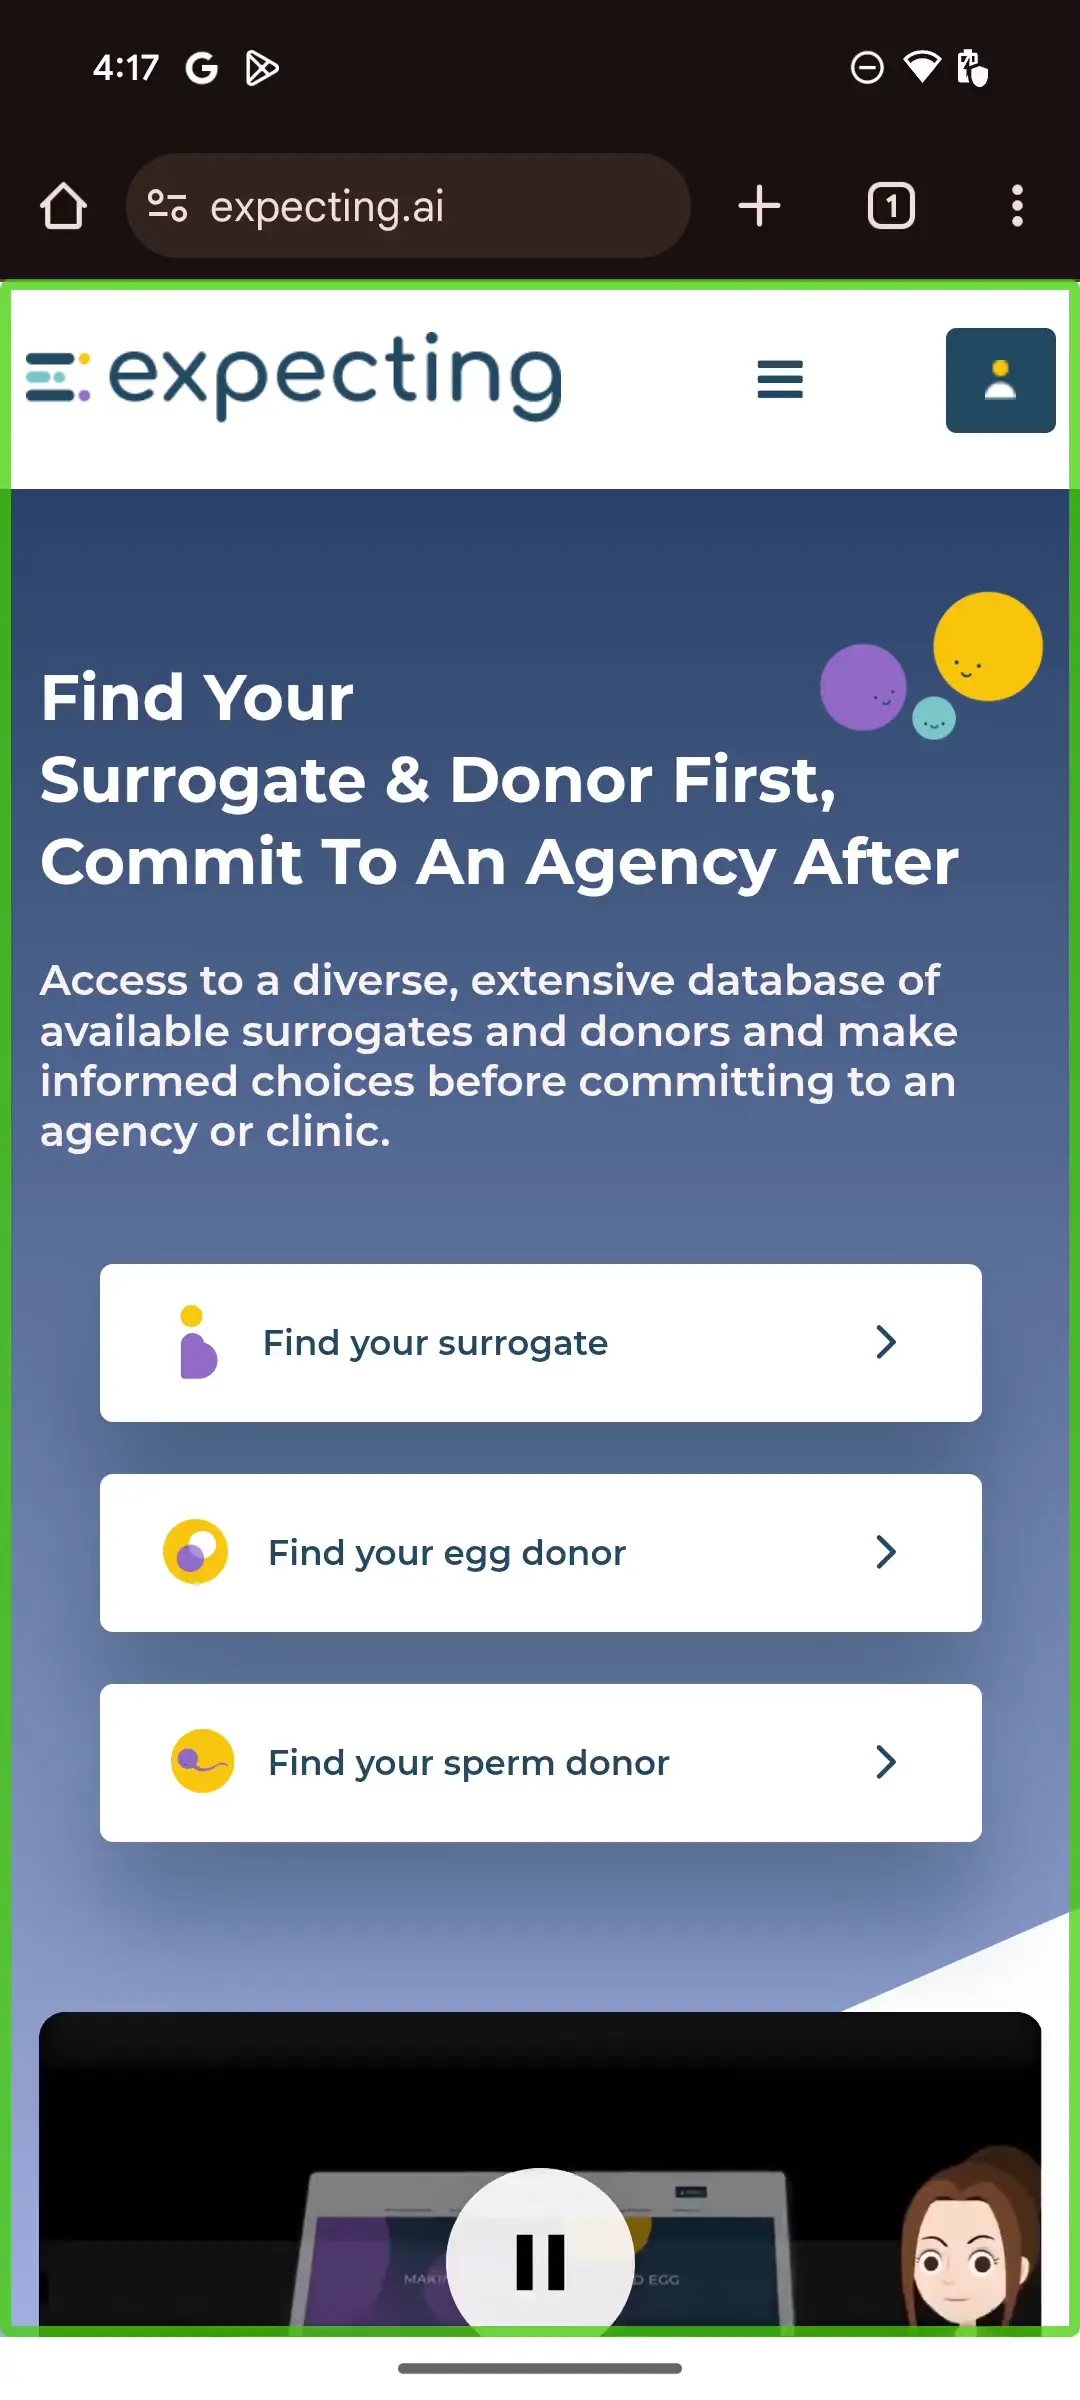 4:17
expecting.ai
1
expecting
Find Your
Surrogate & Donor First,
Commit To An Agency After
Access to a diverse, extensive database of
available surrogates and donors and make
informed choices before committing to an
agency or clinic.
Find your surrogate
Find your egg donor
Find your sperm donor
EGG